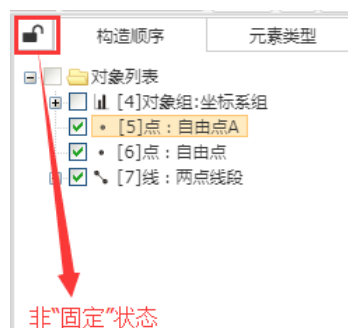 构造顺序 元素类型
对象列表
[4]对象组:坐标系组
[5]点：自由点A
[6]点：自由点
[7]线：两点线段
非“固定”状态